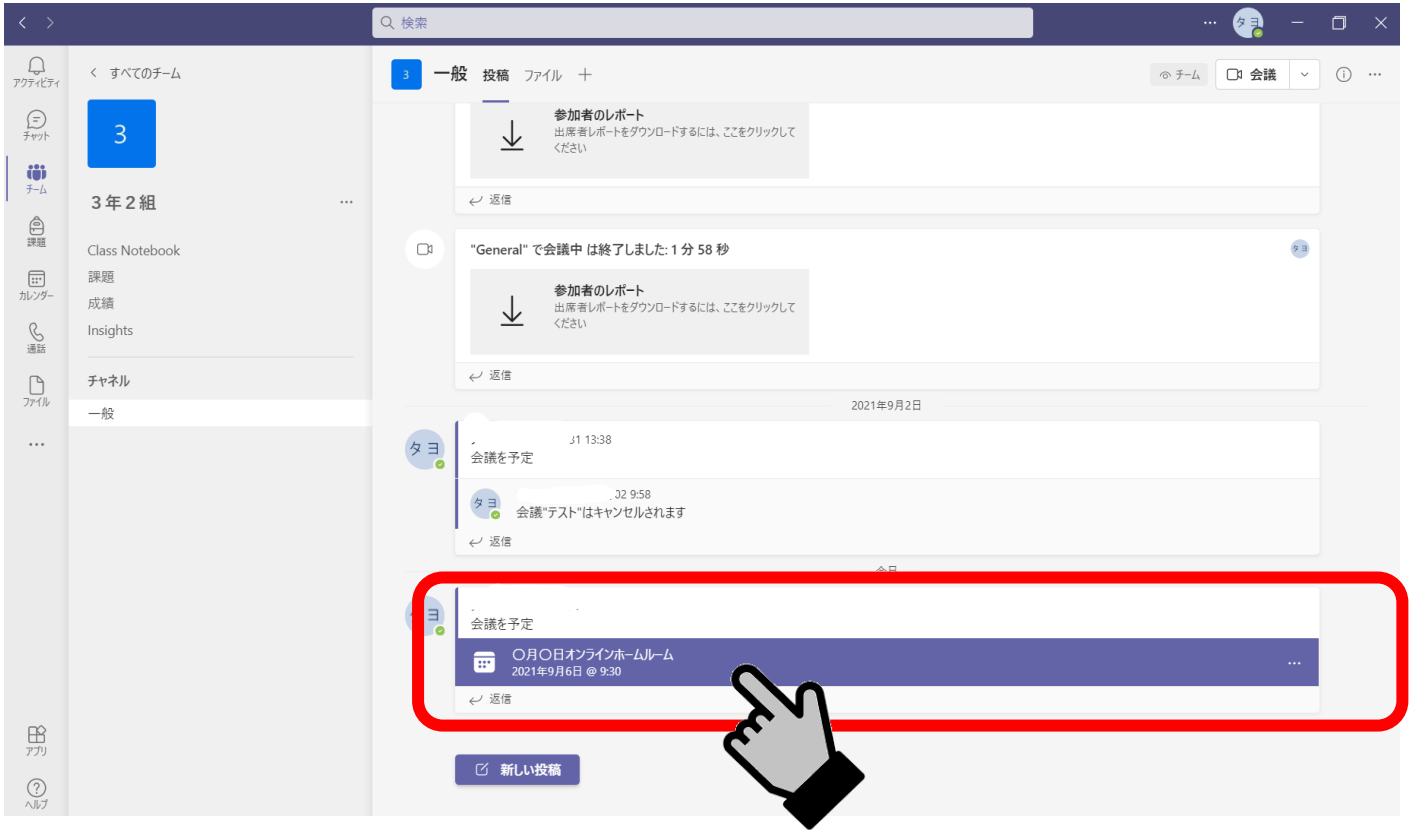 検索
タ ヨ
アクティビティ
チャット
チーム
課題
カレンダー
通話
ファイル
アプリ
ヘルプ
すべてのチーム
3
３年２組
Class Notebook
課題
成績
Insights
チャネル
一般
3 一般 投稿 ファイル
チーム 会議
参加者のレポート
出席者レポートをダウンロードするには、ここをクリックして
ください
返信
"General" で会議中 は終了しました: 1 分 58 秒
タ ヨ
参加者のレポート
出席者レポートをダウンロードするには、ここをクリックして
ください
返信
2021年9月2日
タ ヨ
13:38
会議を予定
タ ヨ
02 9:58
会議"テスト"はキャンセルされます
返信
今日
ヨ
会議を予定
〇月〇日オンラインホームルーム
2021年9月6日 @ 9:30
返信
新しい投稿